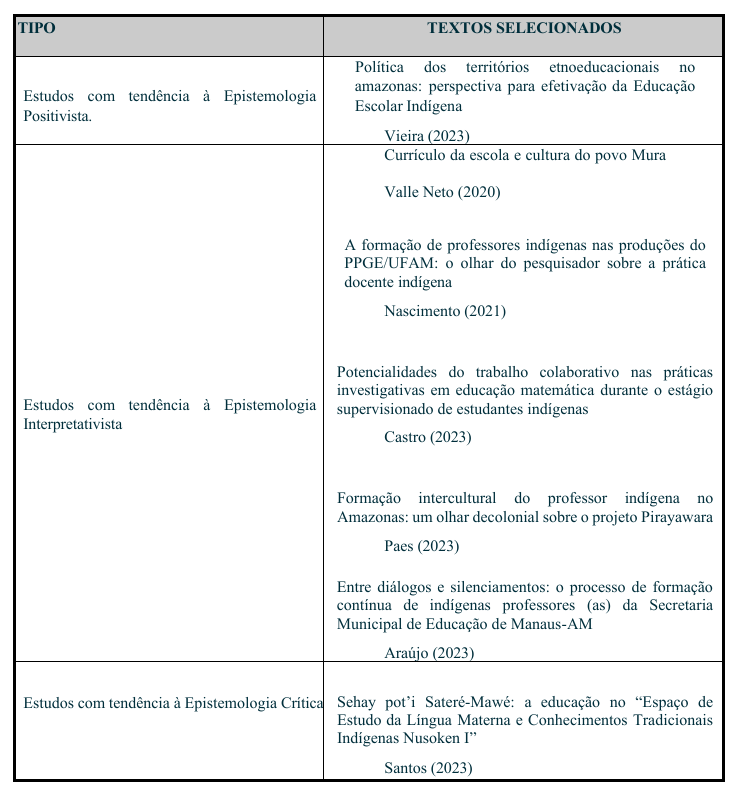 TIPO
TEXTOS SELECIONADOS
Estudos com tendência à Epistemologia
Positivista.
Política dos territórios etnoeducacionais no
amazonas: perspectiva para efetivação da Educação
Escolar Indígena
Vieira (2023)
Estudos com tendência à Epistemologia
Interpretativista
Currículo da escola e cultura do povo Mura
Valle Neto (2020)
A formação de professores indígenas nas produções do
PPGE/UFAM: o olhar do pesquisador sobre a prática
docente indígena
Nascimento (2021)
Potencialidades do trabalho colaborativo nas práticas
investigativas em educação matemática durante o estágio
supervisionado de estudantes indígenas
Castro (2023)
Formação intercultural do professor indígena no
Amazonas: um olhar decolonial sobre o projeto Pirayawara
Paes (2023)
Entre diálogos e silenciamentos: o processo de formação
contínua de indígenas professores (as) da Secretaria
Municipal de Educação de Manaus-AM
Araújo (2023)
Estudos com tendência à Epistemologia Crítica
Sehay pot’i Sateré-Mawé: a educação no “Espaço de
Estudo da Língua Materna e Conhecimentos Tradicionais
Indígenas Nusoken I”
Santos (2023)